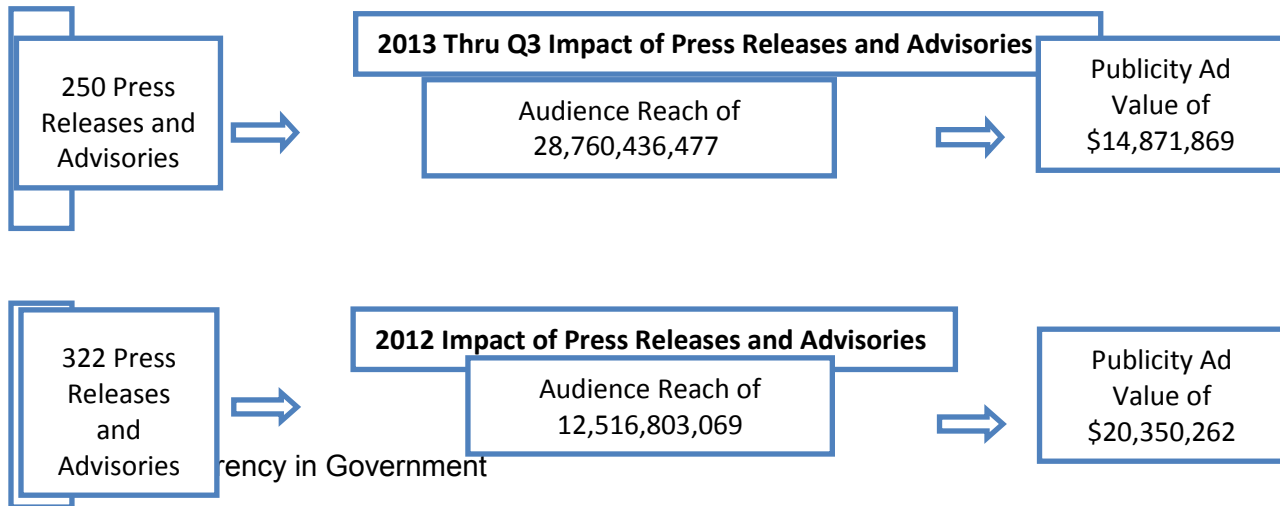 2013 Thru Q3 Impact of Press Releases and Advisories
250 Press
Releases and
Advisories
Audience Reach of
28,760,436,477
Publicity Ad
Value of
$14,871,869
2012 Impact of Press Releases and Advisories
322 Press
Releases
and
Advisories
Audience Reach of
12,516,803,069
Publicity Ad
Value of
$20,350,262
in Government